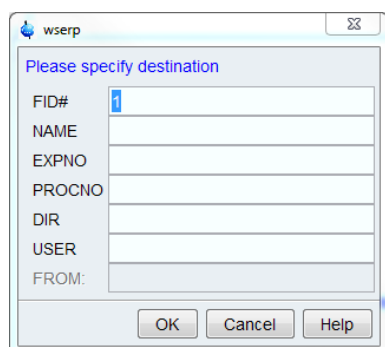 wserp
Please specify destination
FID# 1
NAME
EXPNO
PROCNO
DIR
USER
FROM:
OK Cancel Help